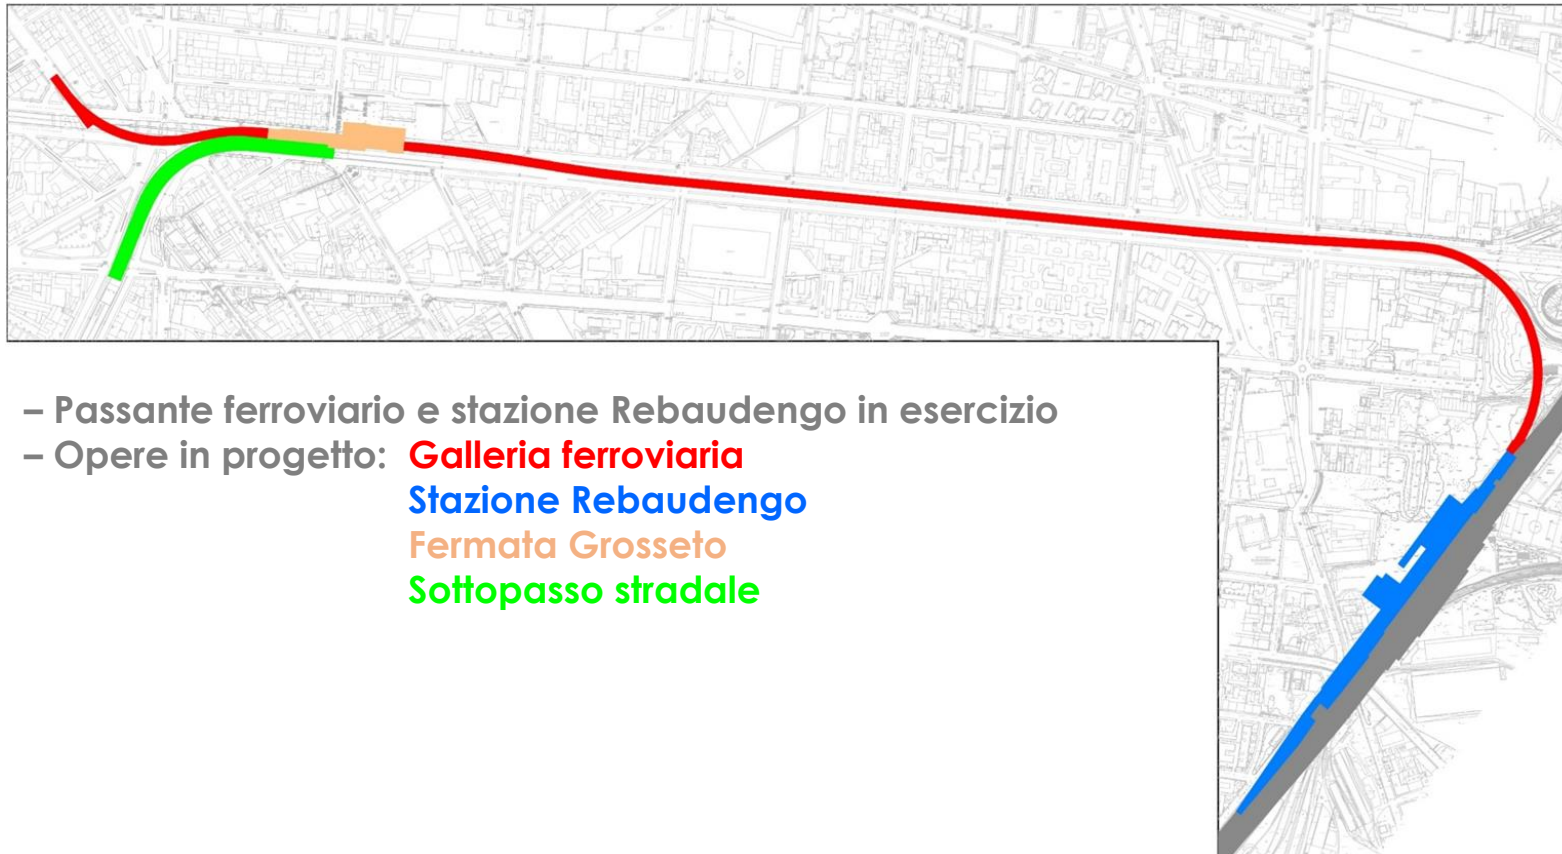 – Passante ferroviario e stazione Rebaudengo in esercizio
– Opere in progetto: Galleria ferroviaria
Stazione Rebaudengo
Fermata Grosseto
Sottopasso stradale